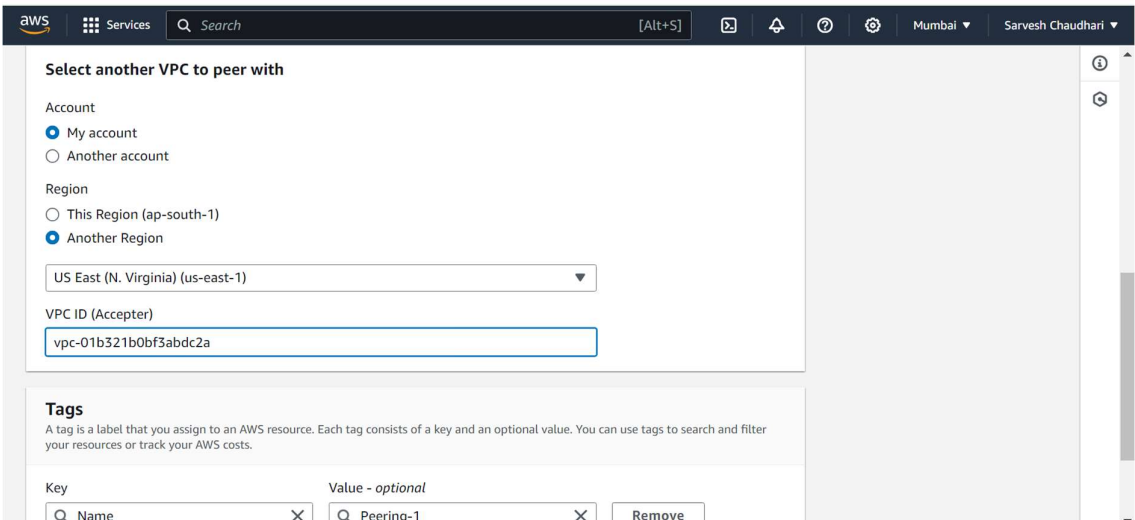 aws Services Search [Alt+S] Mumbai ▼ Sarvesh Chaudhari ▼
Select another VPC to peer with
Account
My account
Another account
Region
This Region (ap-south-1)
Another Region
US East (N. Virginia) (us-east-1)
VPC ID (Accepter)
vpc-01b321b0bf3abdc2a
Tags
A tag is a label that you assign to an AWS resource. Each tag consists of a key and an optional value. You can use tags to search and filter
your resources or track your AWS costs.
Key Value - optional
Name Peering-1 Remove